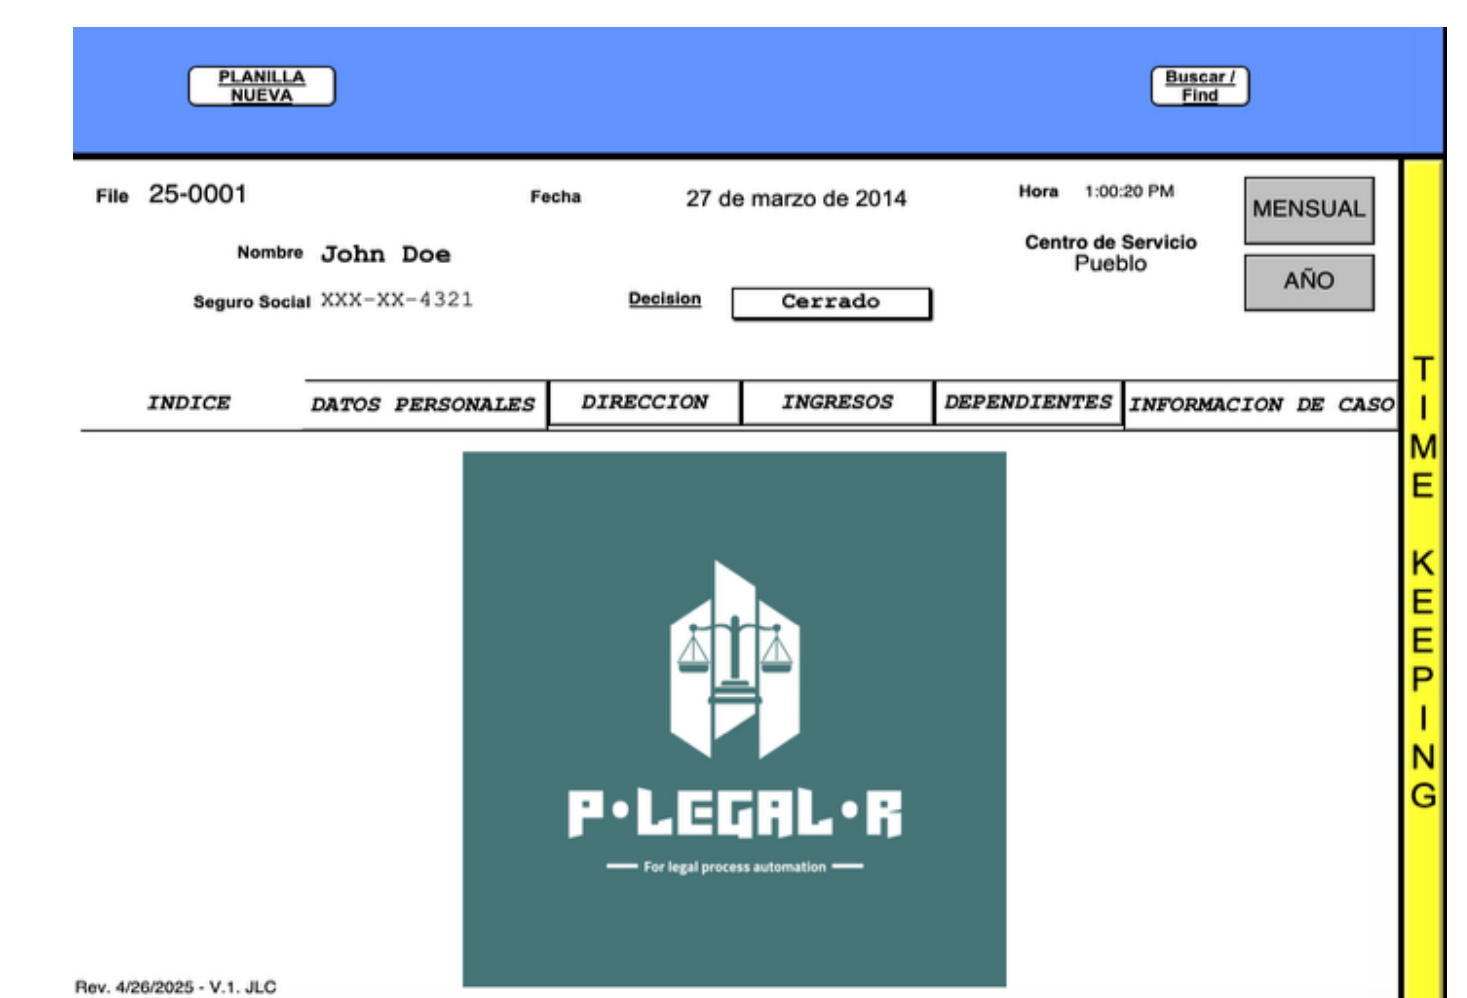 PLANILLA
NUEVA
Buscar /
Find
File 25-0001
Fecha 27 de marzo de 2014
Hora 1:00:20 PM
MENSUAL
Nombre John Doe
Centro de Servicio
Pueblo
AÑO
Seguro Social XXX-XX-4321
Decision Cerrado
INDICE DATOS PERSONALES DIRECCION INGRESOS DEPENDIENTES INFORMACION DE CASO
TIME KEEPING
P•LEGAL•R
For legal process automation
Rev. 4/26/2025 - V.1. JLC